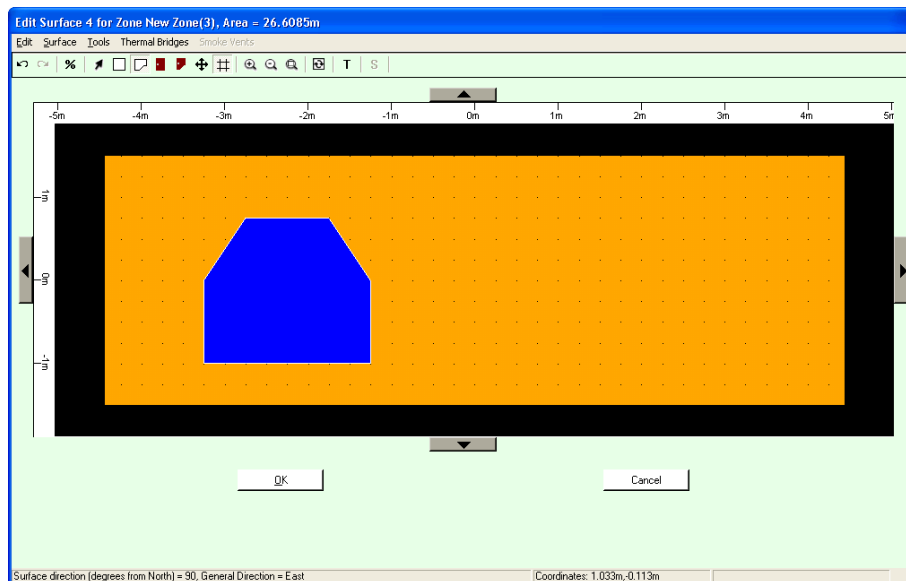 Edit Surface 4 for Zone New Zone(3), Area = 26.6085m
Edit Surface Tools Thermal Bridges Smoke Vents
% T S
-5m -4m -3m -2m -1m 0m 1m 2m 3m 4m 5m
1m
0m
-1m
OK Cancel
Surface direction (degrees from North) = 90, General Direction = East Coordinates: 1.033m,-0.113m